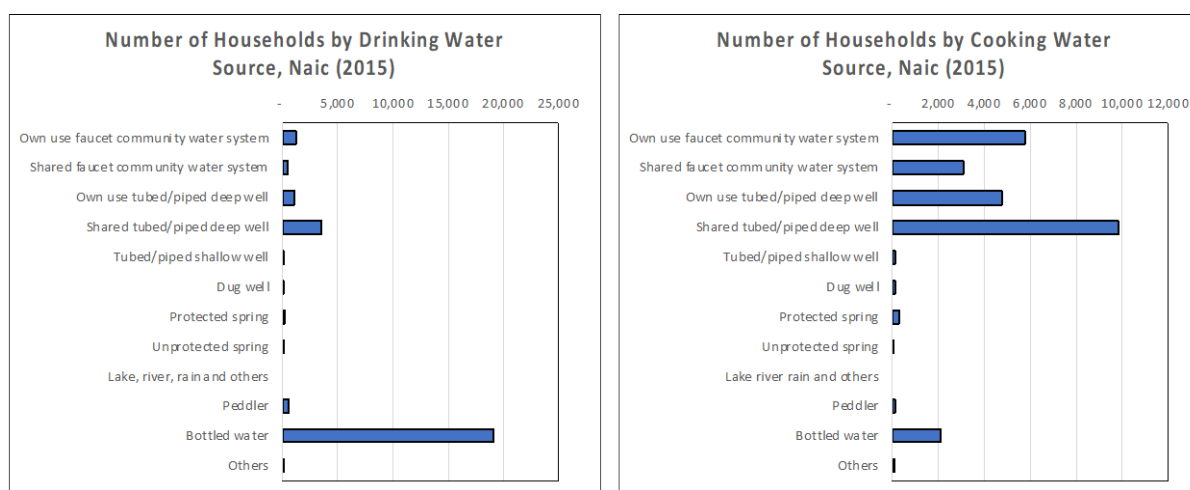 Number of Households by Drinking Water
Source, Naic (2015)
- 5,000 10,000 15,000 20,000 25,000
Own use faucet community water system
Shared faucet community water system
Own use tubed/piped deep well
Shared tubed/piped deep well
Tubed/piped shallow well
Dug well
Protected spring
Unprotected spring
Lake, river, rain and others
Peddler
Bottled water
Others
Number of Households by Cooking Water
Source, Naic (2015)
- 2,000 4,000 6,000 8,000 10,000 12,000
Own use faucet community water system
Shared faucet community water system
Own use tubed/piped deep well
Shared tubed/piped deep well
Tubed/piped shallow well
Dug well
Protected spring
Unprotected spring
Lake river rain and others
Peddler
Bottled water
Others